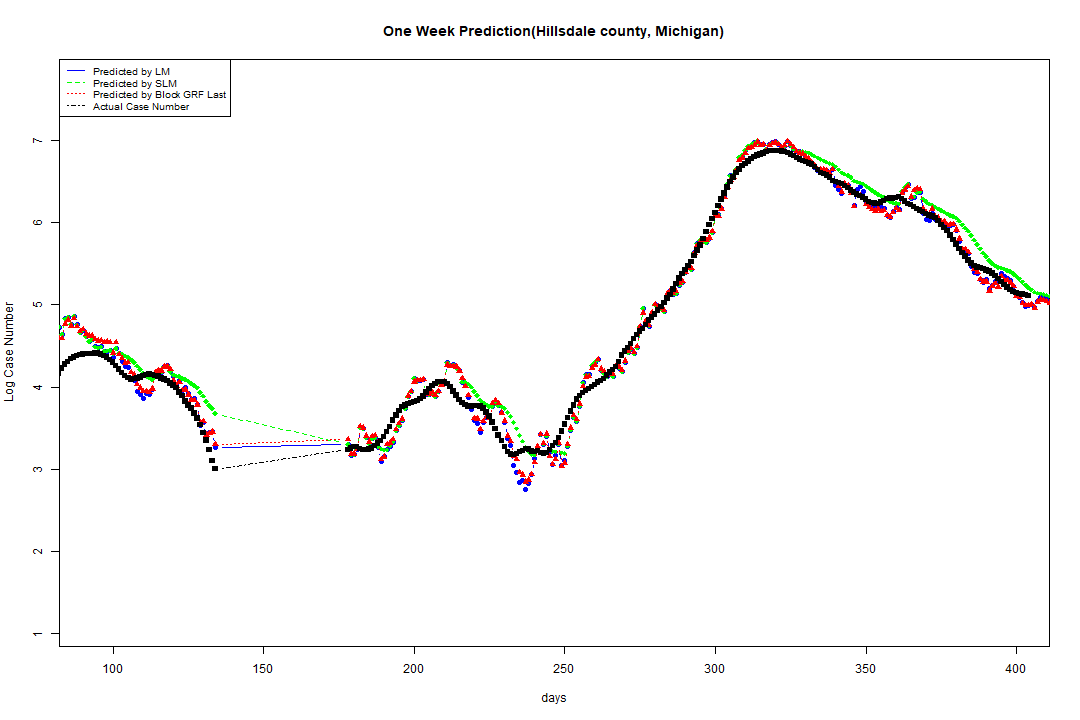 One Week Prediction(Hillsdale county, Michigan)
Predicted by LM
Predicted by SLM
Predicted by Block GRF Last
Actual Case Number
Log Case Number
7
6
5
4
3
2
1
100 150 200 250 300 350 400
days